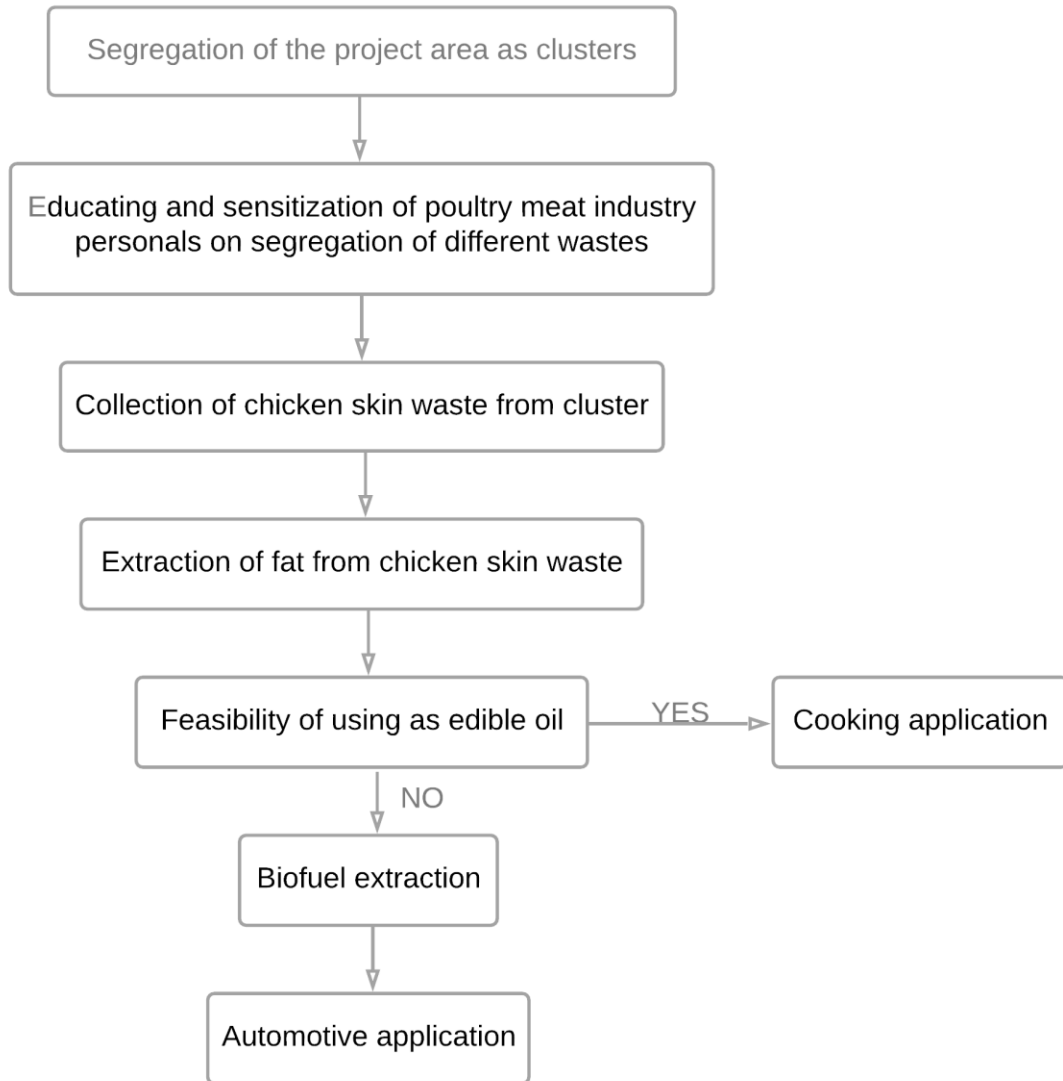 Segregation of the project area as clusters
Educating and sensitization of poultry meat industry
personals on segregation of different wastes
Collection of chicken skin waste from cluster
Extraction of fat from chicken skin waste
Feasibility of using as edible oil
YES
Cooking application
NO
Biofuel extraction
Automotive application